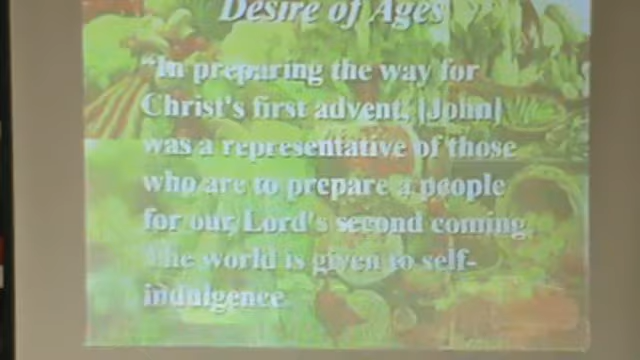 Desire of Ages
“In preparing the way for
Christ's first advent, [John]
was a representative of those
who are to prepare a people
for our Lord's second coming.
The world is given to self-
indulgence